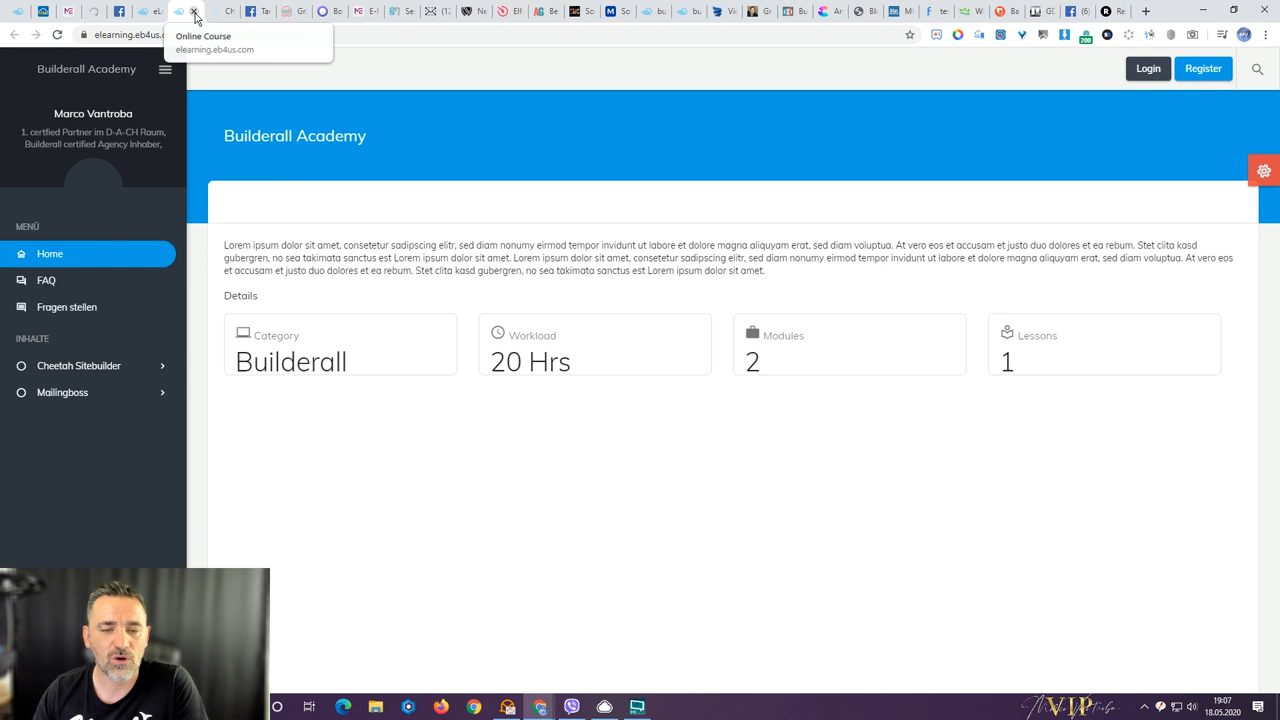 elearning.eb4us.c
Online Course
elearning.eb4us.com
200
MV
Builderall Academy
Login
Register
Marco Vantroba
1. certfied Partner im D-A-CH Raum,
Builderall certified Agency Inhaber,
Builderall Academy
MENÜ
Home
FAQ
Fragen stellen
INHALTE
Cheetah Sitebuilder
Mailingboss
Lorem ipsum dolor sit amet, consetetur sadipscing elitr, sed diam nonumy eirmod tempor invidunt ut labore et dolore magna aliquyam erat, sed diam voluptua. At vero eos et accusam et justo duo dolores et ea rebum. Stet clita kasd
gubergren, no sea takimata sanctus est Lorem ipsum dolor sit amet. Lorem ipsum dolor sit amet, consetetur sadipscing elitr, sed diam nonumy eirmod tempor invidunt ut labore et dolore magna aliquyam erat, sed diam voluptua. At vero eos
et accusam et justo duo dolores et ea rebum. Stet clita kasd gubergren, no sea takimata sanctus est Lorem ipsum dolor sit amet.
Details
Category
Builderall
Workload
20 Hrs
Modules
2
Lessons
1
VIP
19:07
18.05.2020